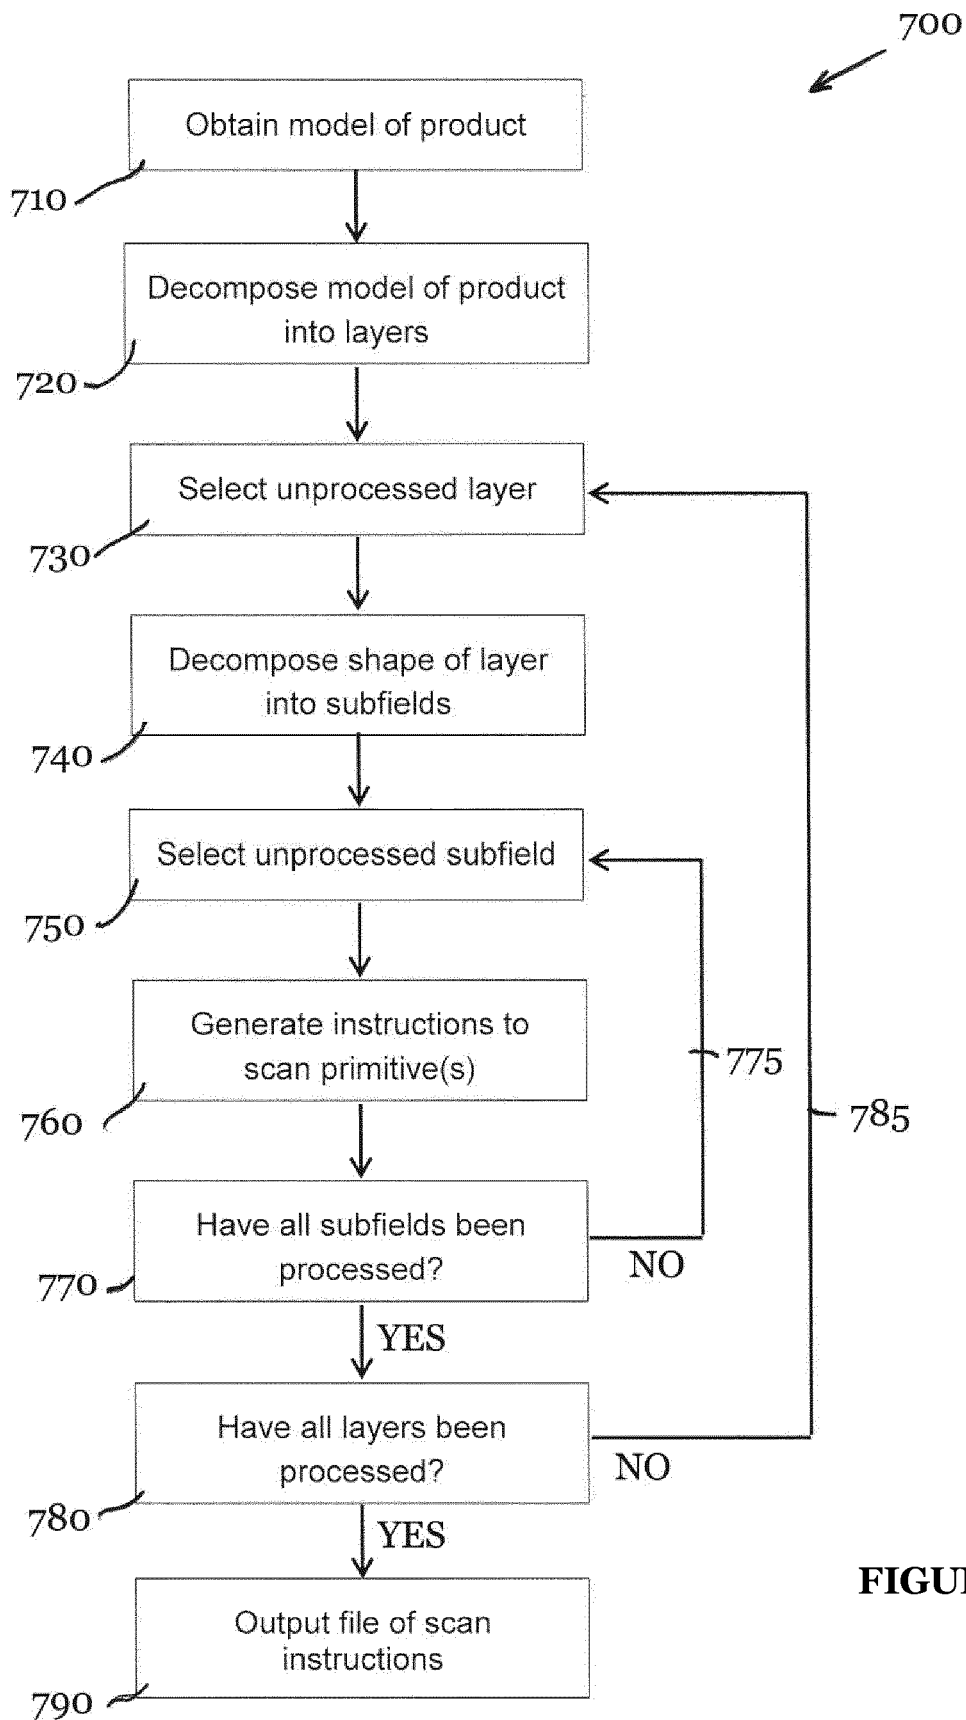 700
Obtain model of product
710
Decompose model of product
into layers
720
Select unprocessed layer
730
Decompose shape of layer
into subfields
740
Select unprocessed subfield
750
Generate instructions to
scan primitive(s)
760
775
785
Have all subfields been
processed?
770
NO
YES
Have all layers been
processed?
780
NO
YES
Output file of scan
instructions
790